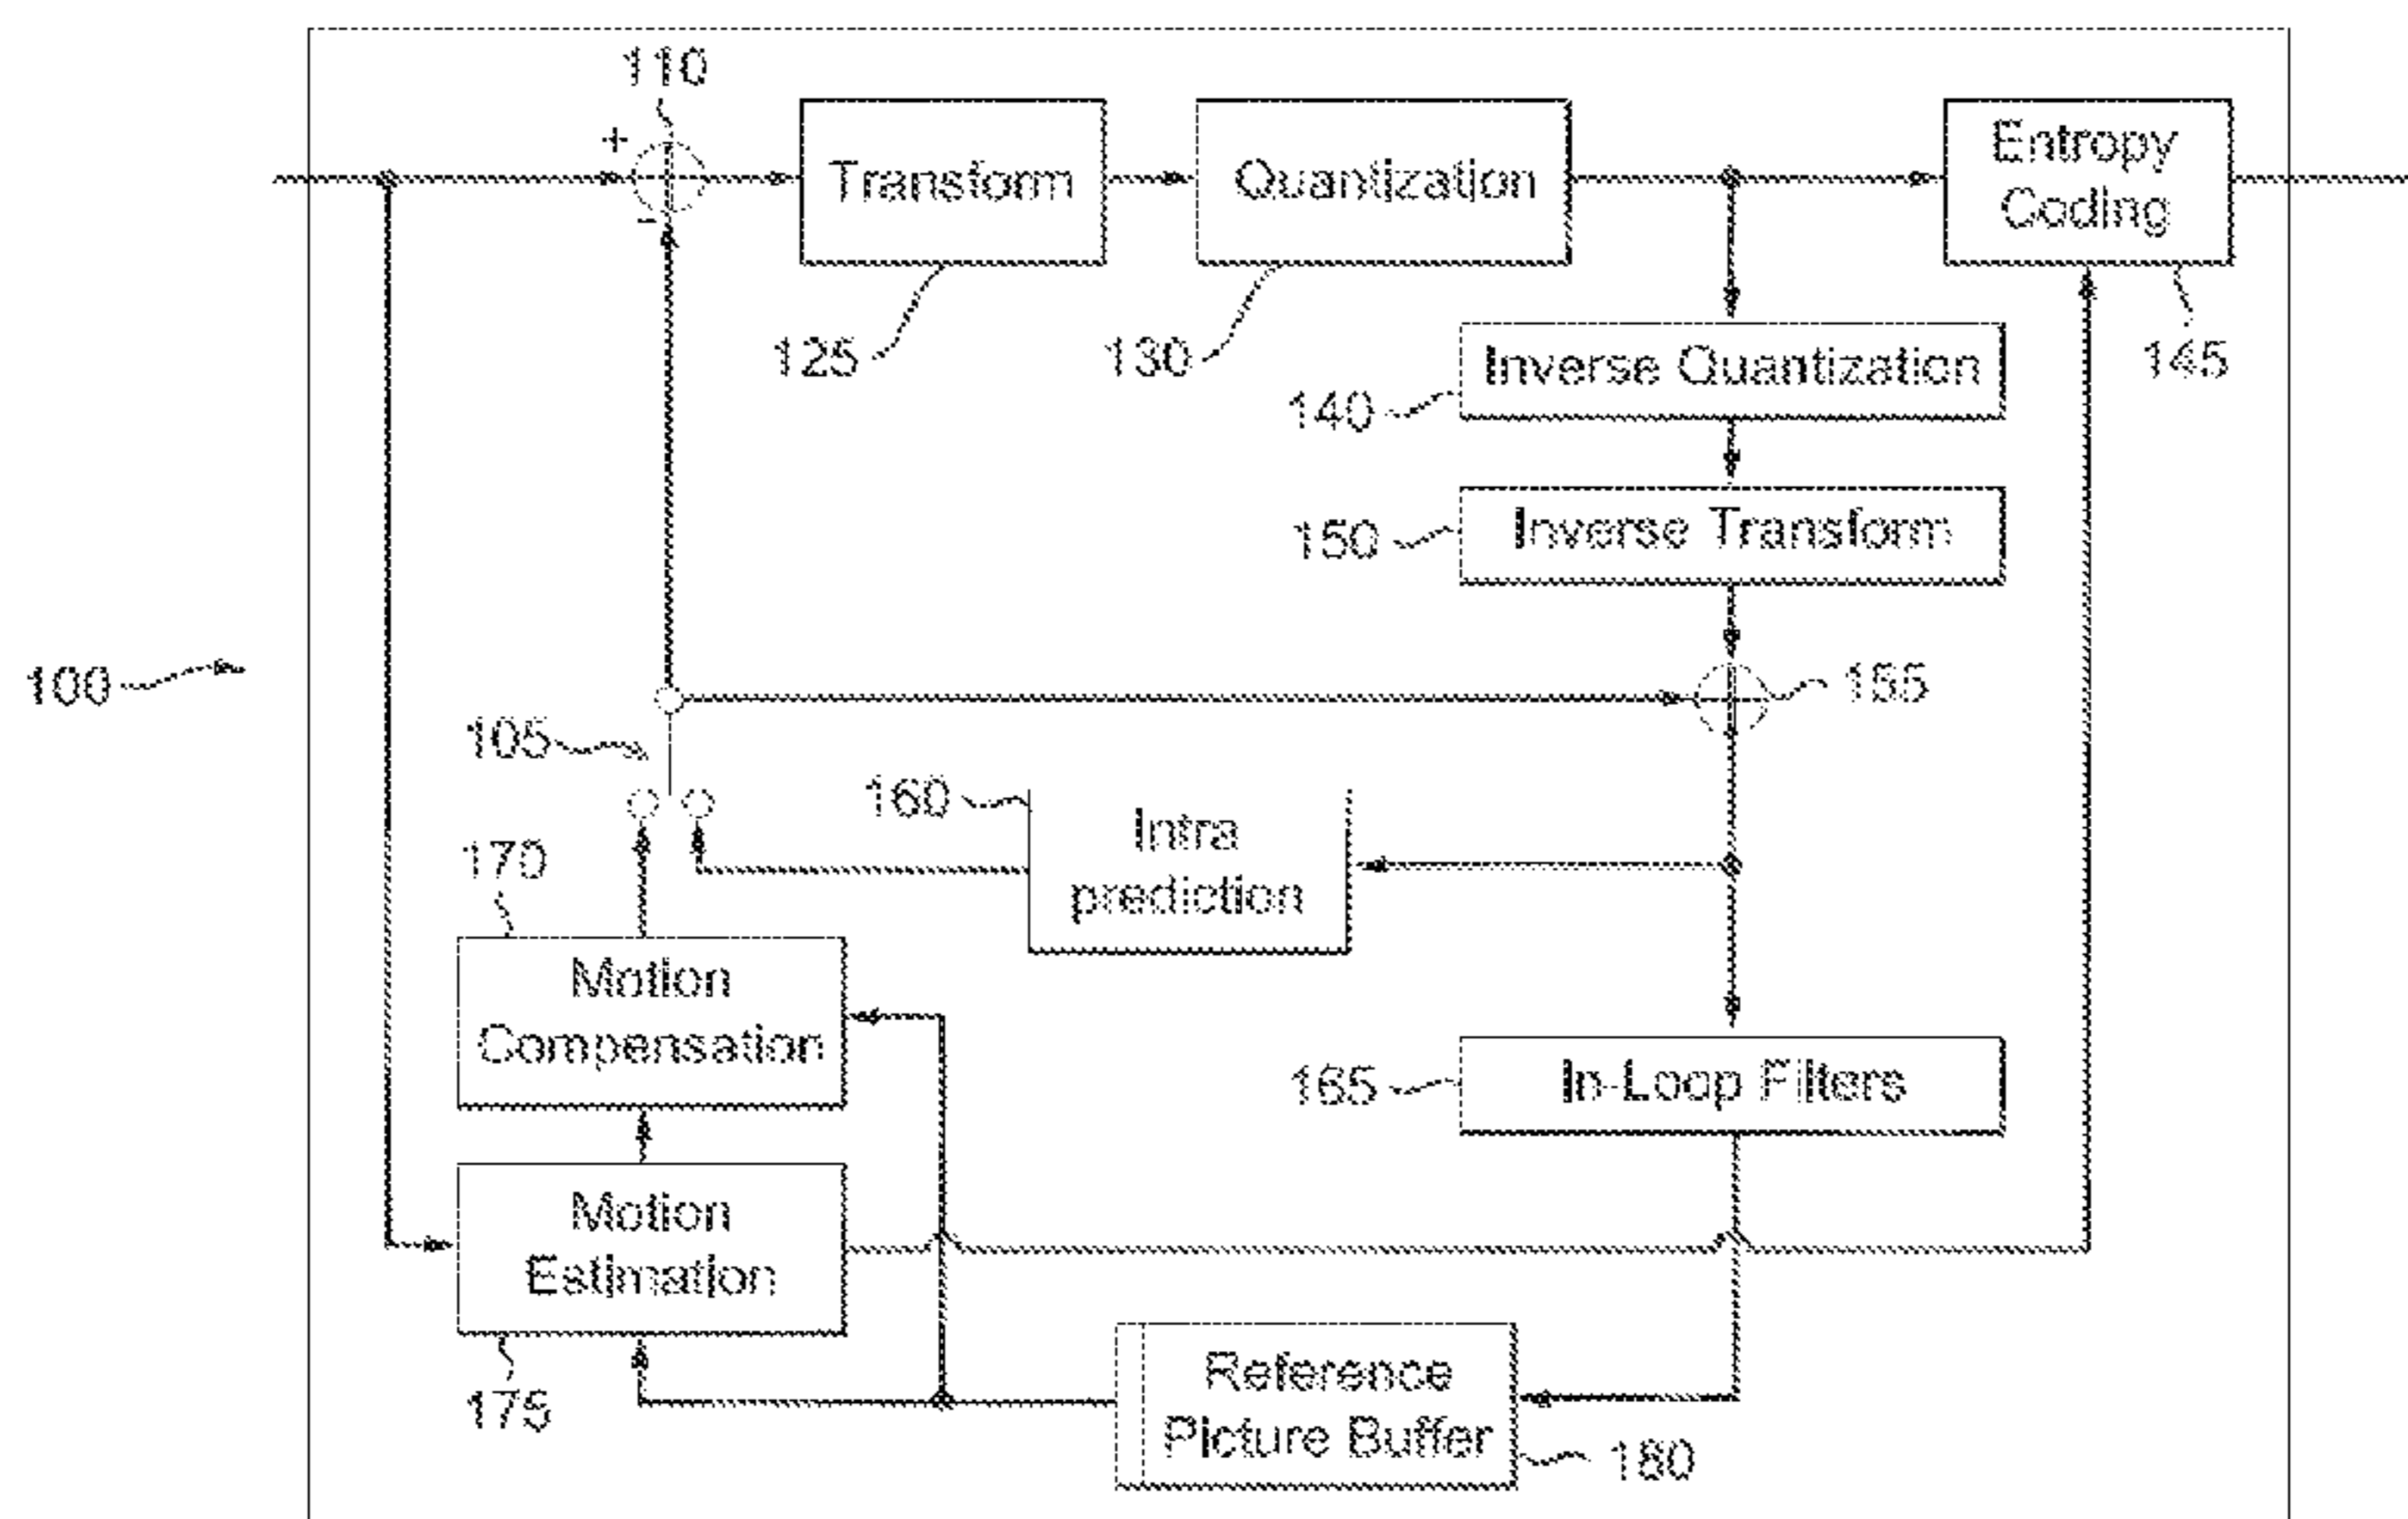 110
+
-
Transform
Quantization
Entropy
Coding
125
130
145
Inverse Quantization
140
Inverse Transform
150
100
155
105
160
Intra
prediction
170
Motion
Compensation
In-Loop Filters
165
Motion
Estimation
175
Reference
Picture Buffer
180